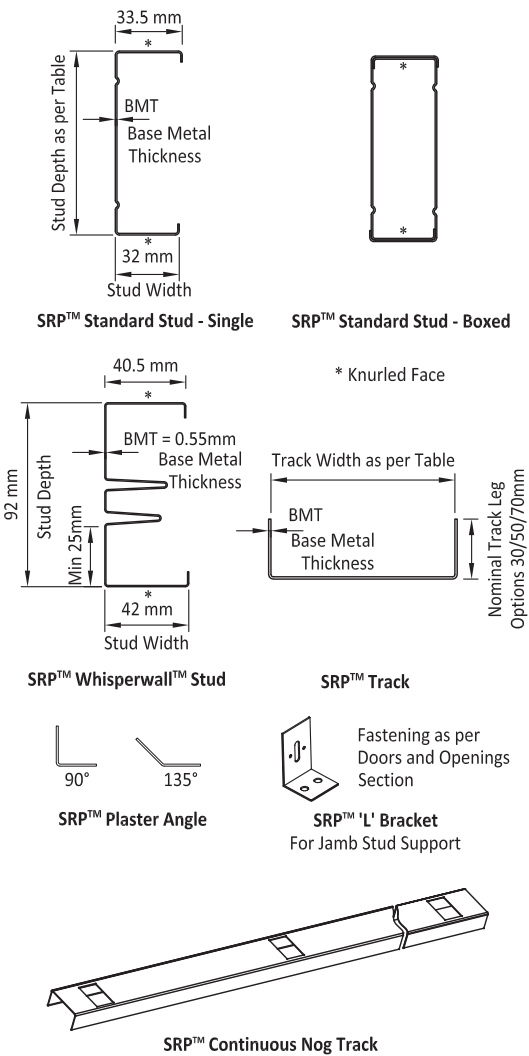 33.5 mm
*
Stud Depth as per Table
BMT
Base Metal
Thickness
*
32 mm
Stud Width
SRP™ Standard Stud - Single
*
*
SRP™ Standard Stud - Boxed
40.5 mm
*
* Knurled Face
92 mm
Stud Depth
BMT = 0.55mm
Base Metal
Thickness
Min 25mm
*
42 mm
Stud Width
SRP™ Whisperwall™ Stud
Track Width as per Table
BMT
Base Metal
Thickness
Nominal Track Leg
Options 30/50/70mm
SRP™ Track
90°
135°
SRP™ Plaster Angle
Fastening as per
Doors and Openings
Section
SRP™ 'L' Bracket
For Jamb Stud Support
SRP™ Continuous Nog Track